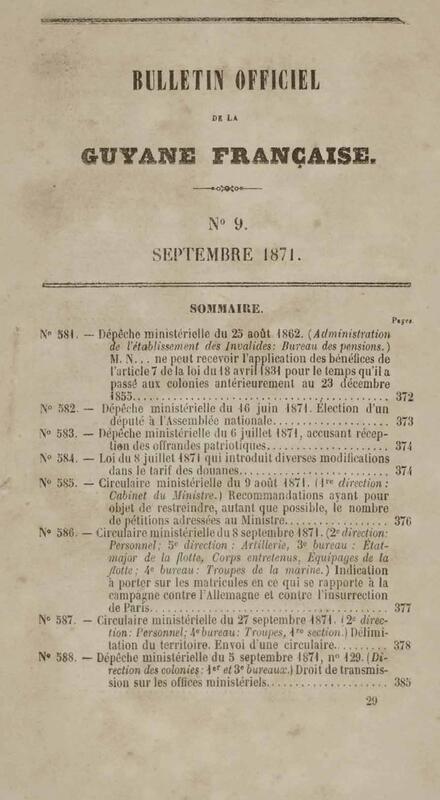 BULLETIN OFFICIEL
DE LA
GUYANE FRANÇAISE.
No 9.
SEPTEMBRE 1871.
SOMMAIRE.
Pages.
No 581. — Dépêche ministérielle du 25 août 1862. (Administration
de l'établissement des Invalides: Bureau des pensions.)
M. N... ne peut recevoir l'application des bénéfices de
l'article 7 de la loi du 18 avril 1831 pour le temps qu'il a
passé aux colonies antérieurement au 23 décembre
1855. 372
No 582. — Dépêche ministérielle du 16 juin 1871. Élection d'un
député à l'Assemblée nationale. 373
No 583. — Dépêche ministérielle du 6 juillet 1871, accusant récep-
tion des offrandes patriotiques. 374
No 584. — Loi du 8 juillet 1871 qui introduit diverses modifications
dans le tarif des douanes. 374
No 585. — Circulaire ministérielle du 9 août 1871. (1re direction :
Cabinet du Ministre.) Recommandations ayant pour
objet de restreindre, autant que possible, le nombre
de pétitions adressées au Ministre. 376
No 586. — Circulaire ministérielle du 8 septembre 1871. (2e direction:
Personnel; 5e direction : Artillerie, 3e bureau : État-
major de la flotte, Corps entretenus, Équipages de la
flotte; 4e bureau: Troupes de la marine.) Indication
à porter sur les matricules en ce qui se rapporte à la
campagne contre l'Allemagne et contre l'insurrection
de Paris. 377
No 587. — Circulaire ministérielle du 27 septembre 1871. (2e direc-
tion: Personnel; 4e bureau: Troupes, 1re section.) Délimi-
tation du territoire. Envoi d'une circulaire. 378
No 588. — Dépêche ministérielle du 5 septembre 1871, no 129. (Di-
rection des colonies: 1er et 3e bureaux.) Droit de transmis-
sion sur les offices ministériels. 385
29